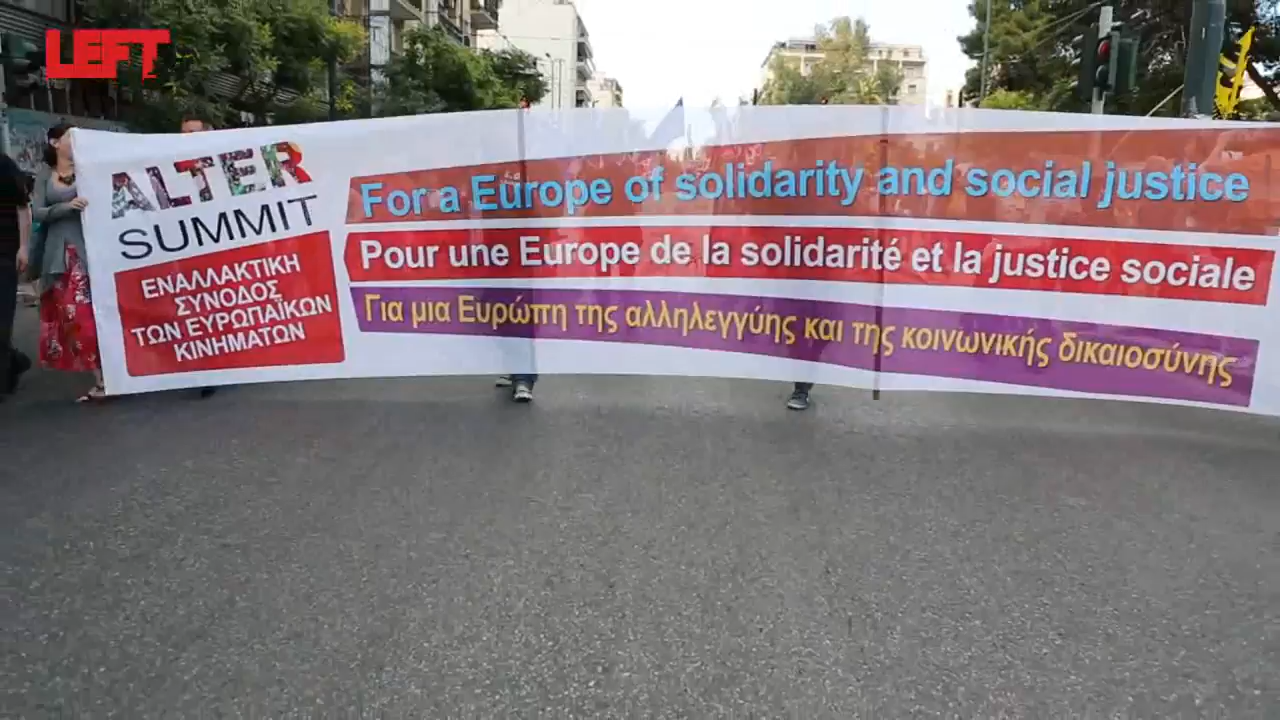 LEFT
ALTER
SUMMIT
ΕΝΑΛΛΑΚΤΙΚΗ
ΣΥΝΟΔΟΣ
ΤΩΝ ΕΥΡΩΠΑΪΚΩΝ
ΚΙΝΗΜΑΤΩΝ
For a Europe of solidarity and social justice
Pour une Europe de la solidarité et la justice sociale
Για μια Ευρώπη της αλληλεγγύης και της κοινωνικής δικαιοσύνης